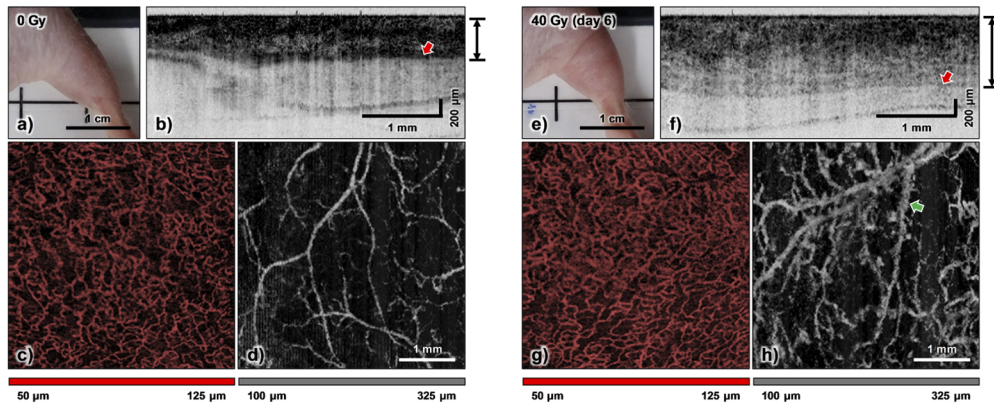 0 Gy
a)
1 cm
b)
1 mm
200 µm
c)
d)
1 mm
50 µm 125 µm 100 µm 325 µm
40 Gy (day 6)
e)
1 cm
f)
1 mm
200 µm
g)
h)
1 mm
50 µm 125 µm 100 µm 325 µm